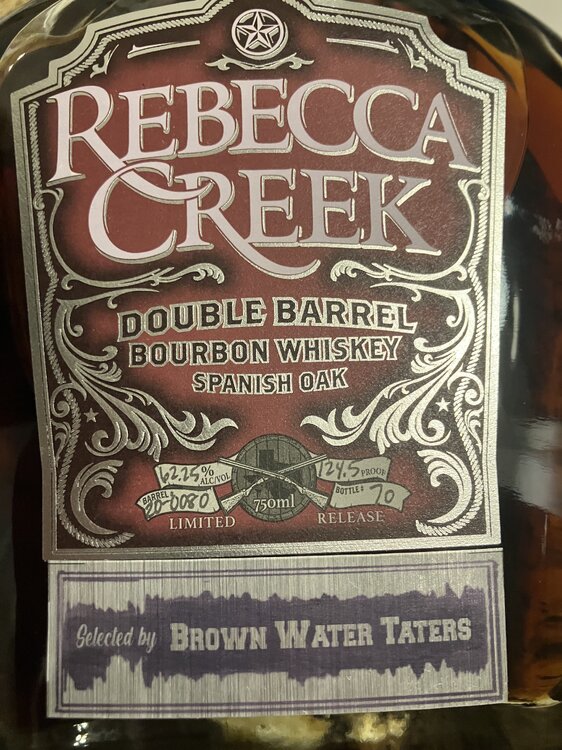 REBECCA
CREEK
DOUBLE BARREL
BOURBON WHISKEY
SPANISH OAK
62.25% ALC/VOL
124.5 PROOF
BARREL 20-0080
750ml
BOTTLE # 70
LIMITED RELEASE
Selected by BROWN WATER TATERS